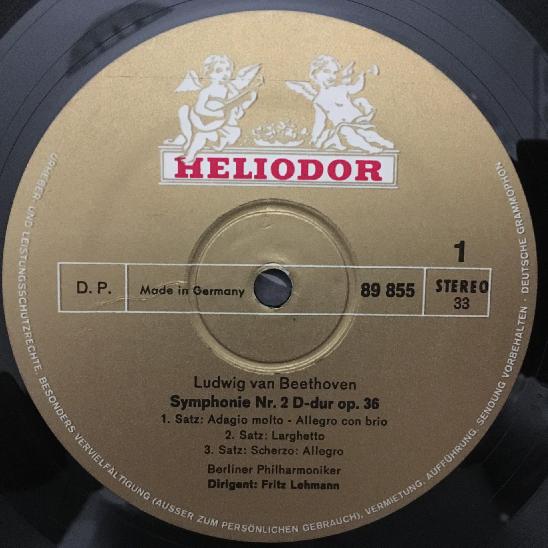 HELIODOR
1
D. P.
Made in Germany
89 855
STEREO
33
Ludwig van Beethoven
Symphonie Nr. 2 D-dur op. 36
1. Satz: Adagio molto - Allegro con brio
2. Satz: Larghetto
3. Satz: Scherzo: Allegro
Berliner Philharmoniker
Dirigent: Fritz Lehmann
URHEBER- UND LEISTUNGSSCHUTZRECHTE, BESONDERS VERVIELFÄLTIGUNG (AUSSER ZUM PERSÖNLICHEN GEBRAUCH), VERMIETUNG, AUFFÜHRUNG, SENDUNG VORBEHALTEN · DEUTSCHE GRAMMOPHON